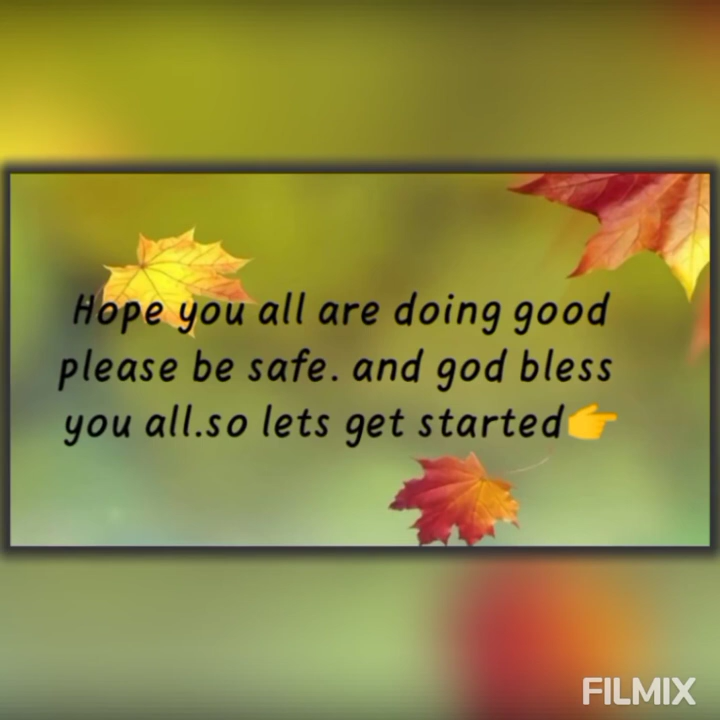 Hope you all are doing good
please be safe. and god bless
you all.so lets get started👉
FILMIX